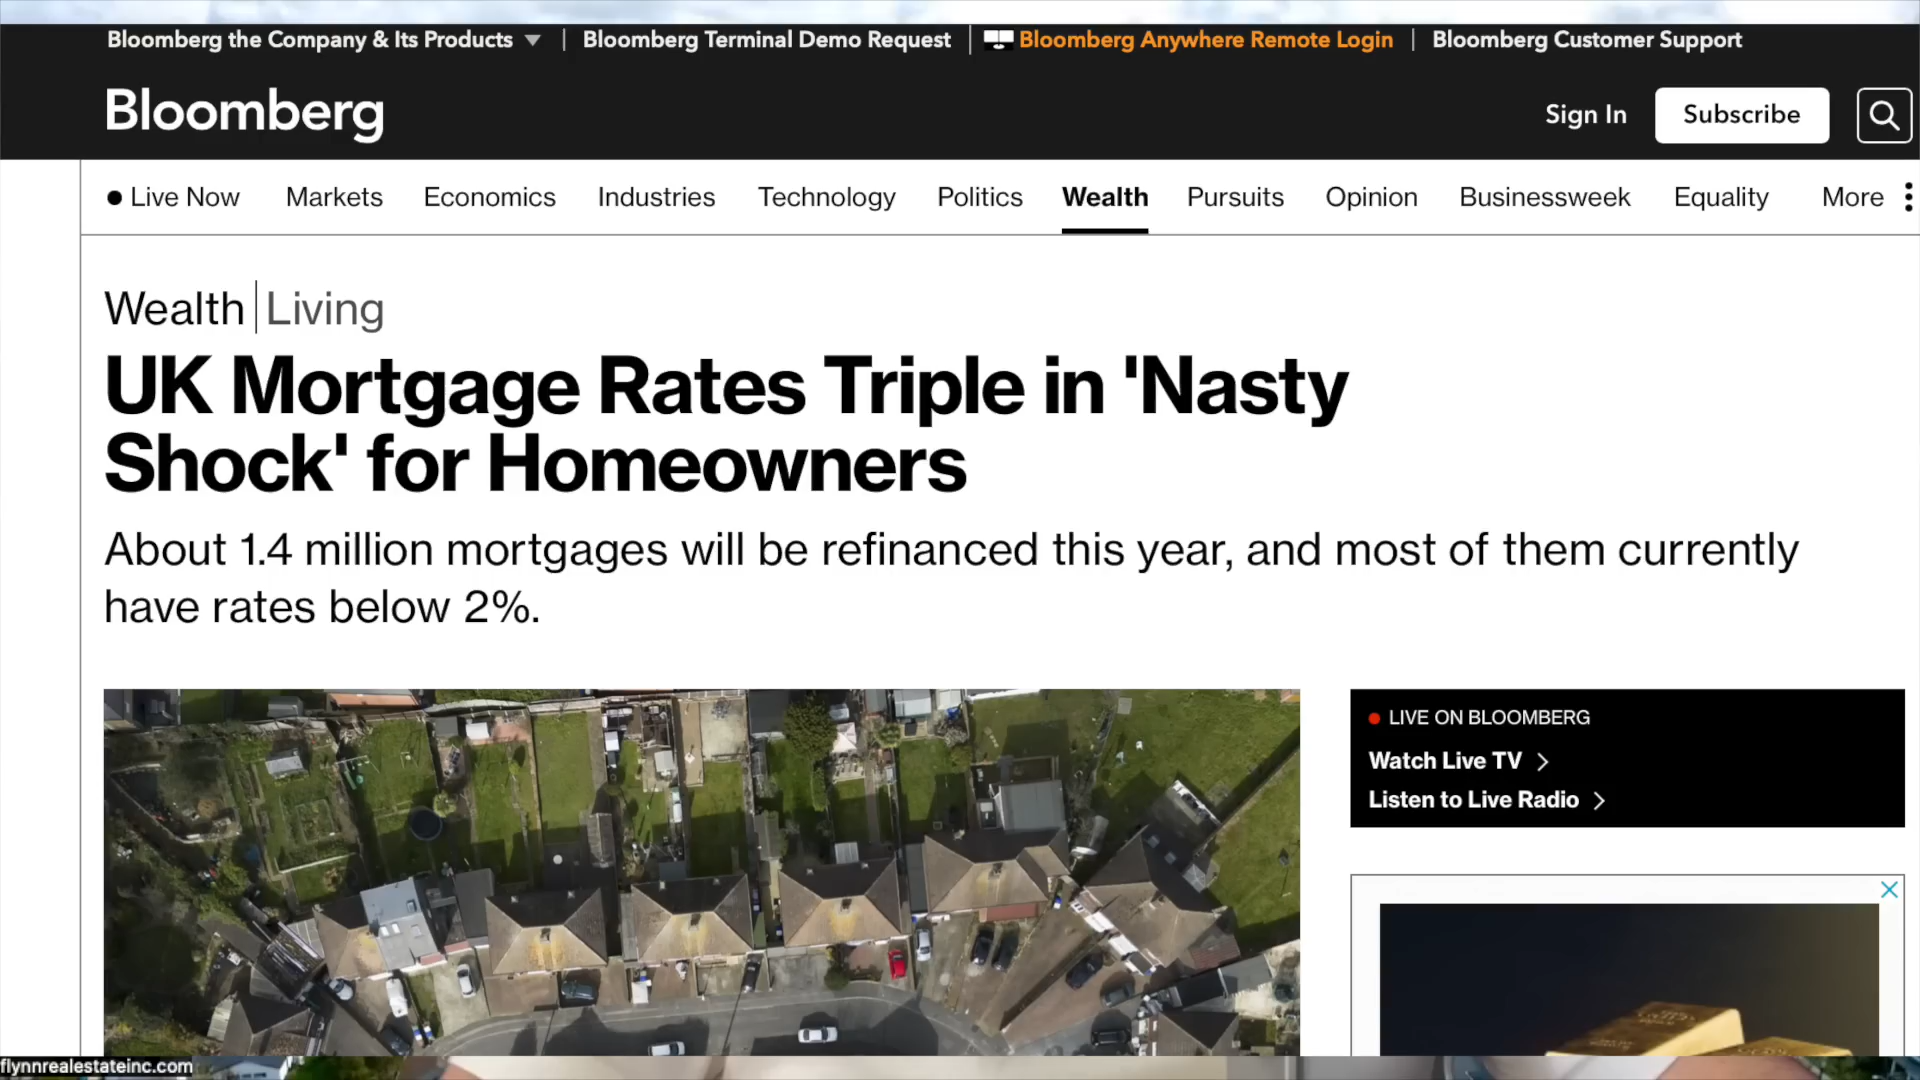 Bloomberg the Company & Its Products
Bloomberg Terminal Demo Request
Bloomberg Anywhere Remote Login
Bloomberg Customer Support
Bloomberg
Sign In
Subscribe
Live Now
Markets
Economics
Industries
Technology
Politics
Wealth
Pursuits
Opinion
Businessweek
Equality
More
Wealth
Living
UK Mortgage Rates Triple in 'Nasty
Shock' for Homeowners
About 1.4 million mortgages will be refinanced this year, and most of them currently
have rates below 2%.
LIVE ON BLOOMBERG
Watch Live TV
Listen to Live Radio
flynnrealestateinc.com